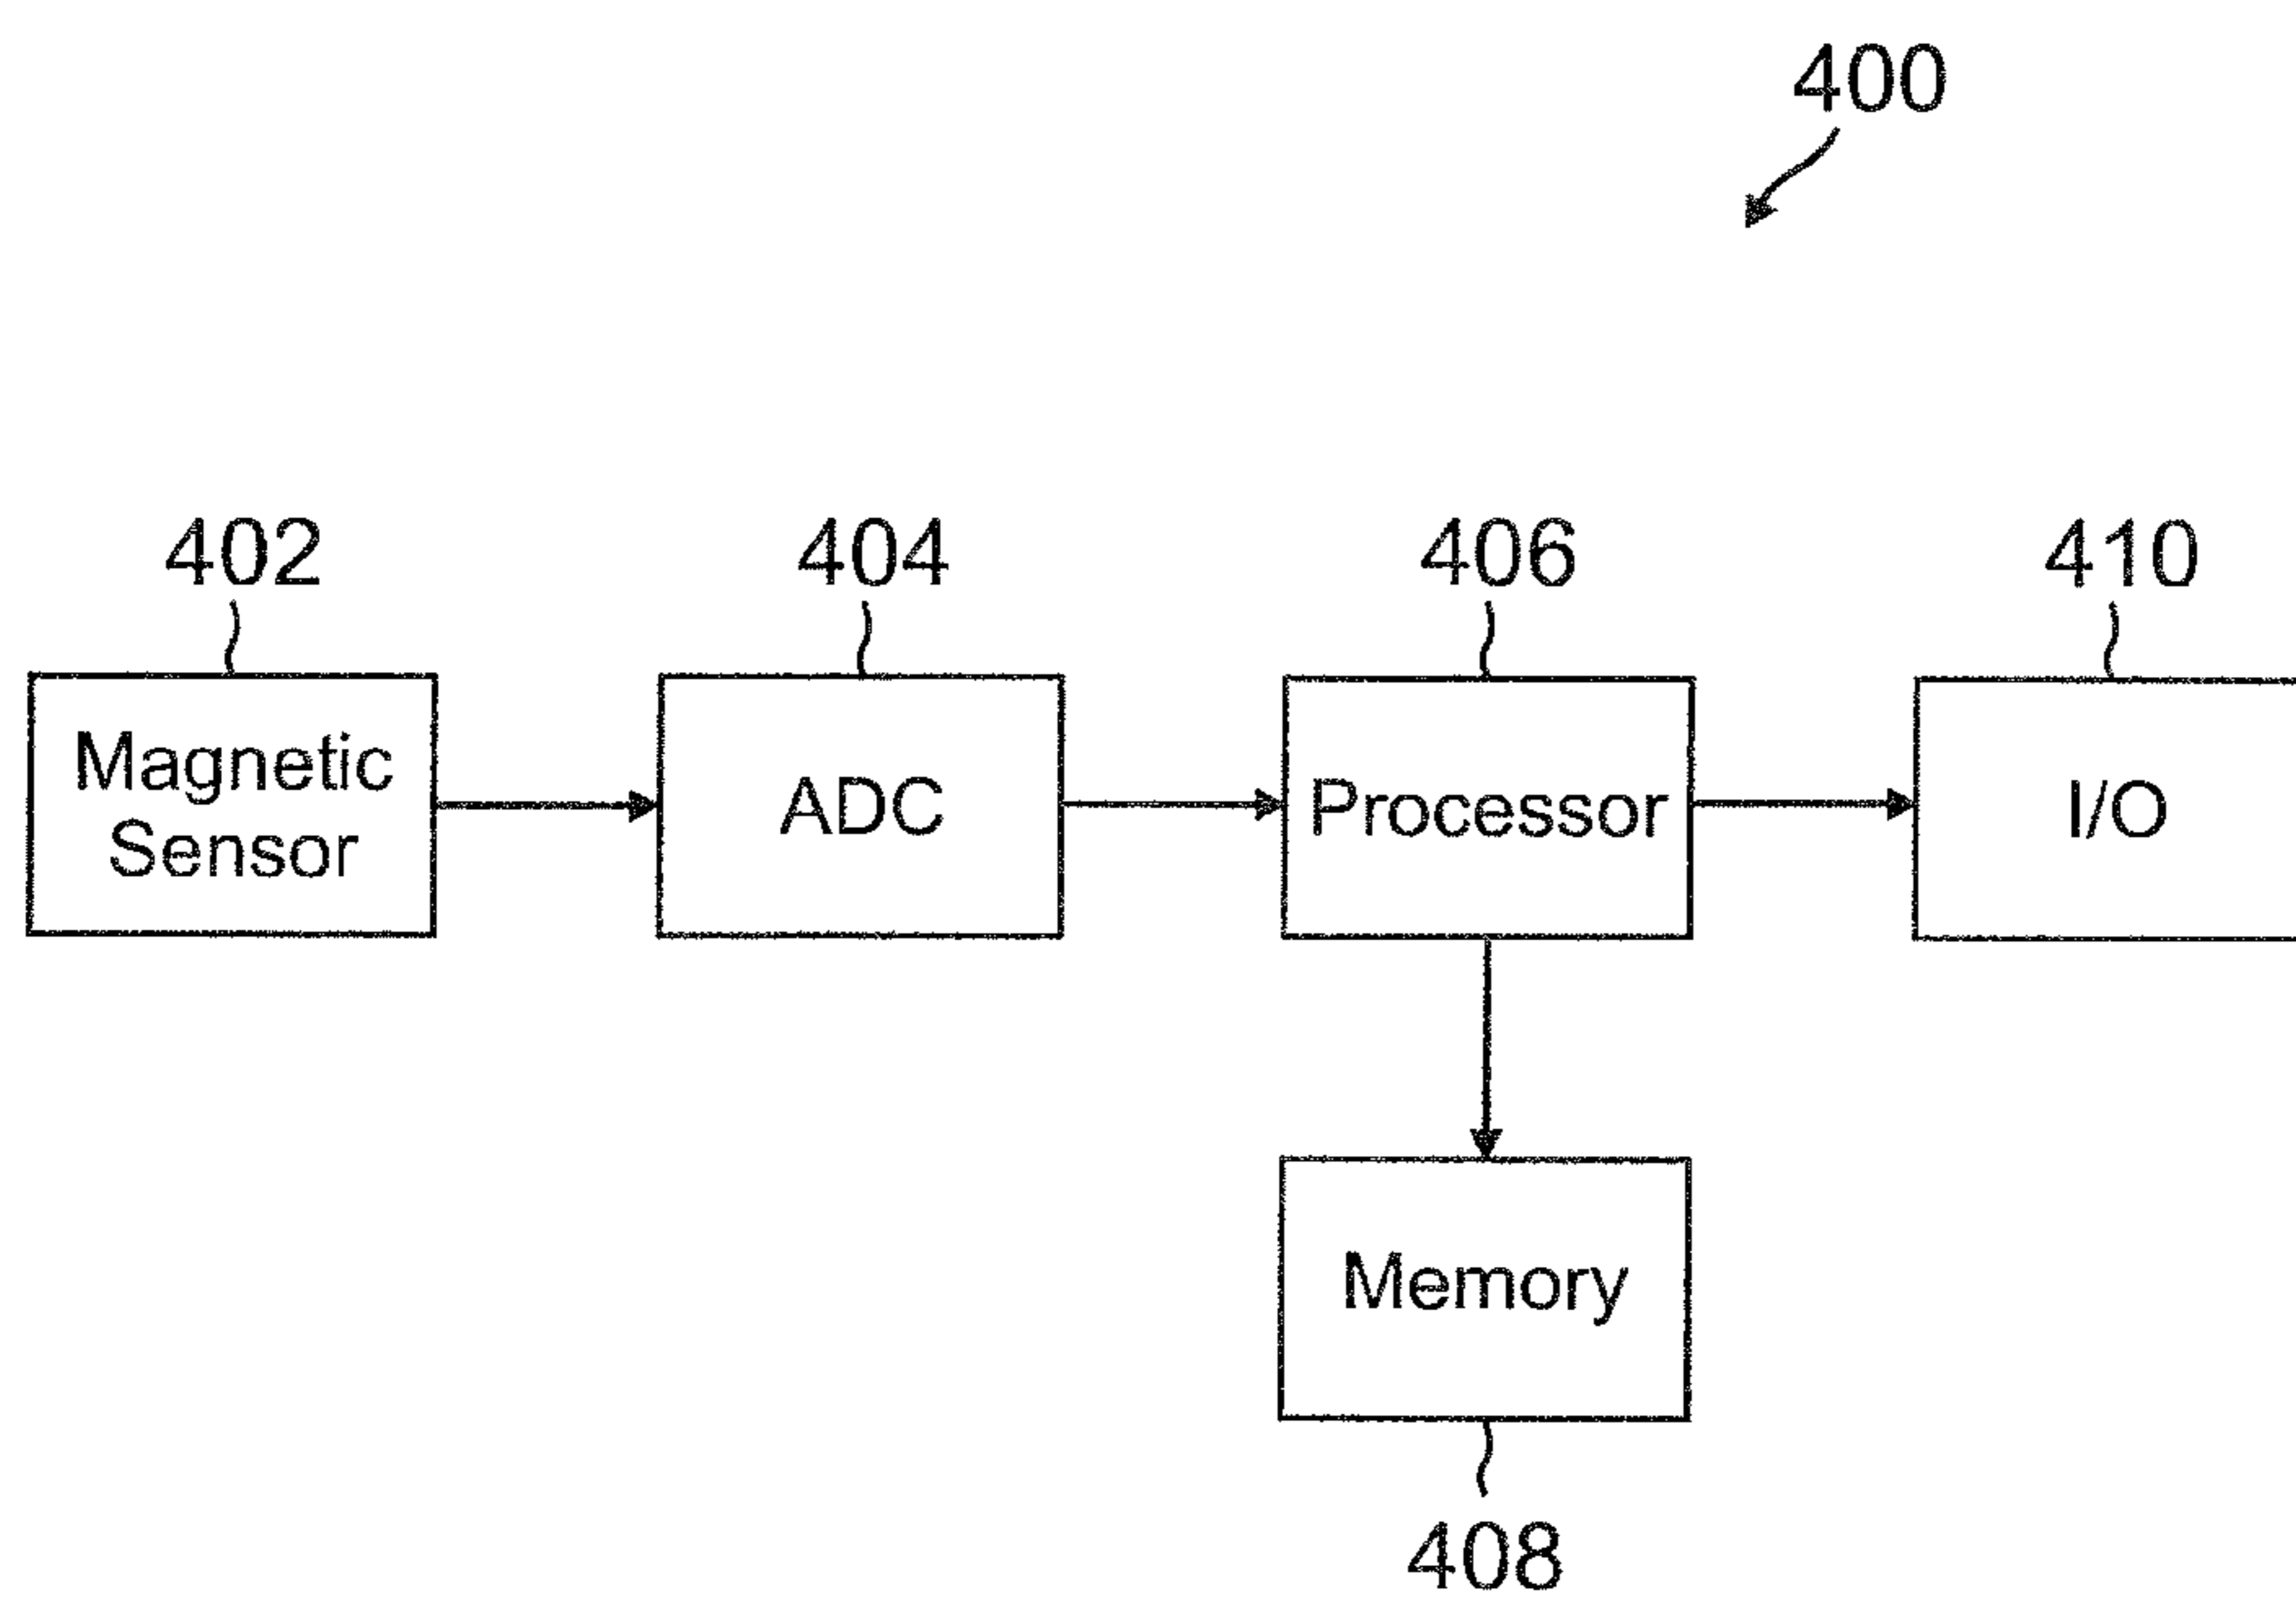 400
402
404
406
410
Magnetic
Sensor
ADC
Processor
I/O
Memory
408